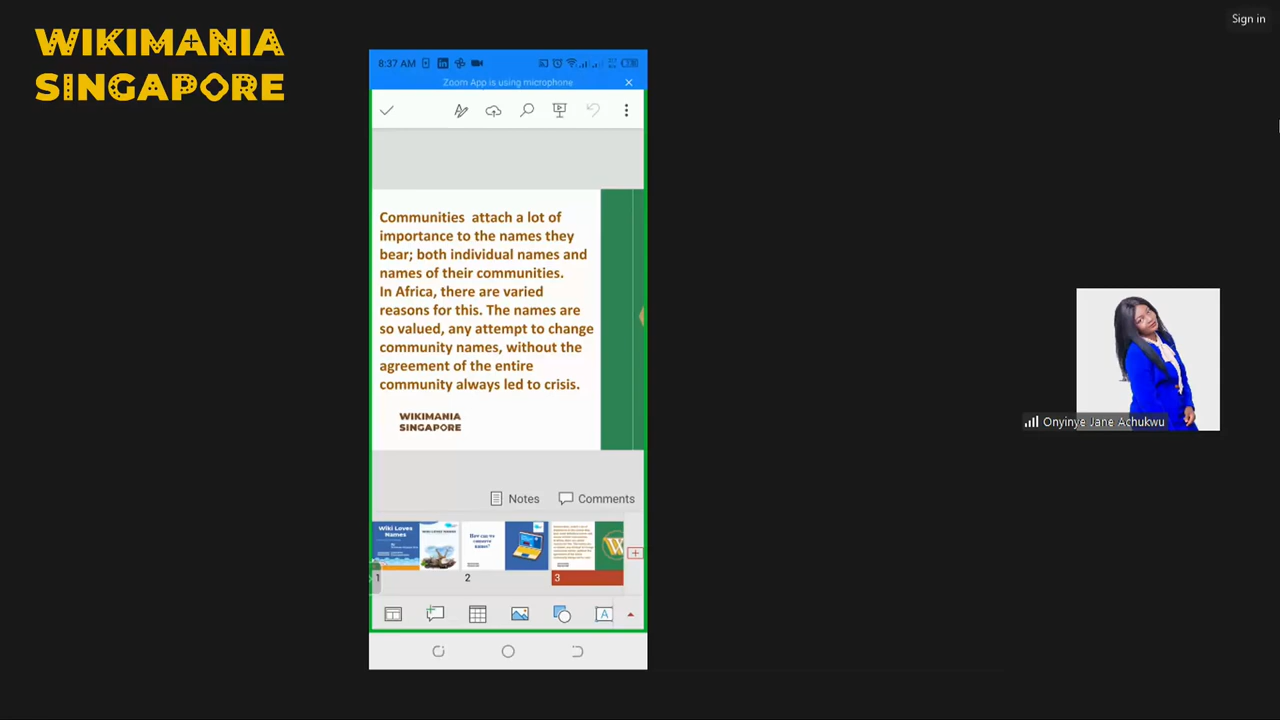 Sign in
WIKIMANIA
SINGAPORE
8:37 AM
Zoom App is using microphone
Communities attach a lot of
importance to the names they
bear; both individual names and
names of their communities.
In Africa, there are varied
reasons for this. The names are
so valued, any attempt to change
community names, without the
agreement of the entire
community always led to crisis.
WIKIMANIA
SINGAPORE
Onyinye Jane Achukwu
Notes
Comments
Wiki Loves
Names
1
2
3